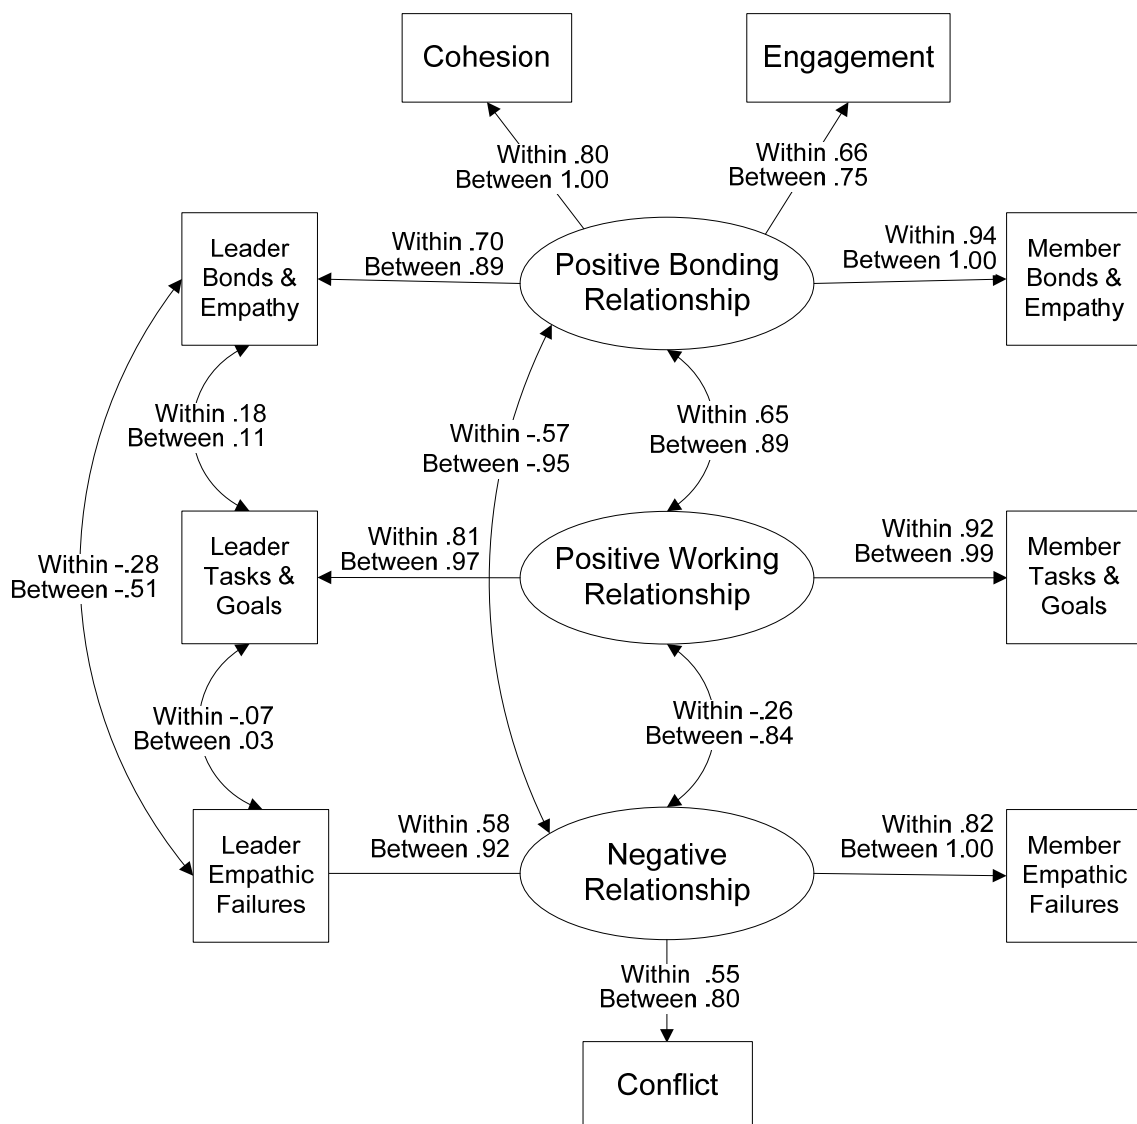 Cohesion
Engagement
Within .80
Between 1.00
Within .66
Between .75
Leader
Bonds &
Empathy
Within .70
Between .89
Positive Bonding
Relationship
Within .94
Between 1.00
Member
Bonds &
Empathy
Within .18
Between .11
Within -.57
Between -.95
Within .65
Between .89
Within -.28
Between -.51
Leader
Tasks &
Goals
Within .81
Between .97
Positive Working
Relationship
Within .92
Between .99
Member
Tasks &
Goals
Within -.07
Between .03
Within -.26
Between -.84
Leader
Empathic
Failures
Within .58
Between .92
Negative
Relationship
Within .82
Between 1.00
Member
Empathic
Failures
Within .55
Between .80
Conflict